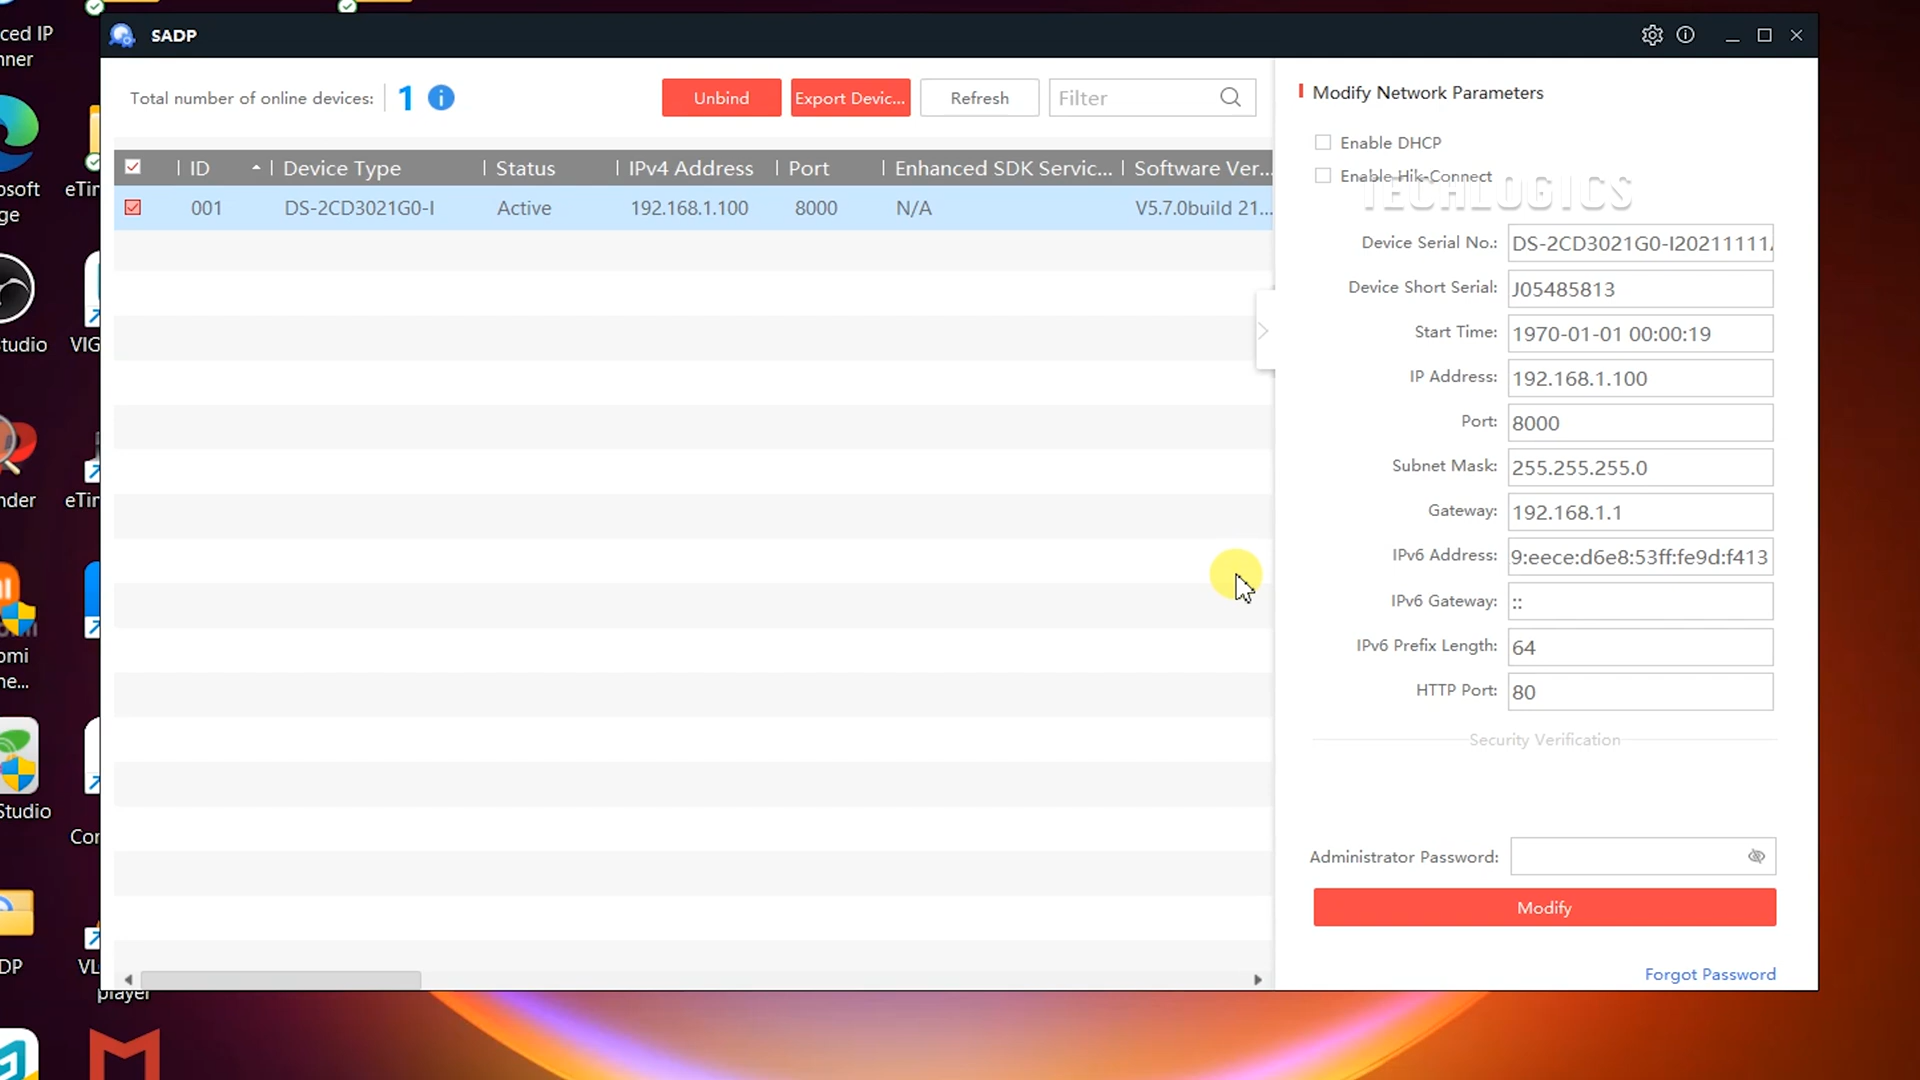 ced IP
nner
SADP
Total number of online devices: 1
Unbind
Export Devic...
Refresh
Filter
Modify Network Parameters
Enable DHCP
Enable Hik-Connect
TECHLOGICS
ID Device Type Status IPv4 Address Port Enhanced SDK Servic... Software Ver...
001 DS-2CD3021G0-I Active 192.168.1.100 8000 N/A V5.7.0build 21...
Device Serial No.: DS-2CD3021G0-I20211111
Device Short Serial: J05485813
Start Time: 1970-01-01 00:00:19
IP Address: 192.168.1.100
Port: 8000
Subnet Mask: 255.255.255.0
Gateway: 192.168.1.1
IPv6 Address: 9:eece:d6e8:53ff:fe9d:f413
IPv6 Gateway: ::
IPv6 Prefix Length: 64
HTTP Port: 80
Security Verification
Administrator Password:
Modify
Forgot Password
osoft
ge
eTin
tudio
VIG
nder
eTin
omi
ne...
Studio
Cor
DP
VL
player